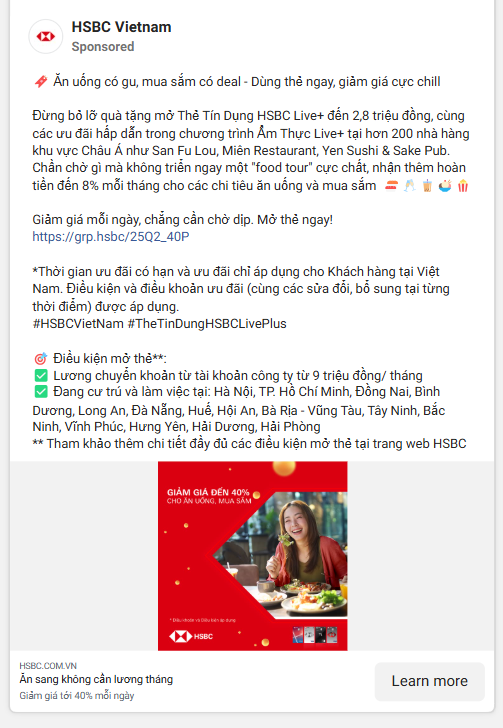 HSBC Vietnam
Sponsored
Ăn uống có gu, mua sắm có deal - Dùng thẻ ngay, giảm giá cực chill
Đừng bỏ lỡ quà tặng mở Thẻ Tín Dụng HSBC Live+ đến 2,8 triệu đồng, cùng
các ưu đãi hấp dẫn trong chương trình Ẩm Thực Live+ tại hơn 200 nhà hàng
khu vực Châu Á như San Fu Lou, Miên Restaurant, Yen Sushi & Sake Pub.
Chần chờ gì mà không triển ngay một "food tour" cực chất, nhận thêm hoàn
tiền đến 8% mỗi tháng cho các chi tiêu ăn uống và mua sắm
Giảm giá mỗi ngày, chẳng cần chờ dịp. Mở thẻ ngay!
https://grp.hsbc/25Q2_40P
*Thời gian ưu đãi có hạn và ưu đãi chỉ áp dụng cho Khách hàng tại Việt
Nam. Điều kiện và điều khoản ưu đãi (cùng các sửa đổi, bổ sung tại từng
thời điểm) được áp dụng.
#HSBCVietNam #TheTinDungHSBCLivePlus
Điều kiện mở thẻ**:
Lương chuyển khoản từ tài khoản công ty từ 9 triệu đồng/ tháng
Đang cư trú và làm việc tại: Hà Nội, TP. Hồ Chí Minh, Đồng Nai, Bình
Dương, Long An, Đà Nẵng, Huế, Hội An, Bà Rịa - Vũng Tàu, Tây Ninh, Bắc
Ninh, Vĩnh Phúc, Hưng Yên, Hải Dương, Hải Phòng
** Tham khảo thêm chi tiết đầy đủ các điều kiện mở thẻ tại trang web HSBC
GIẢM GIÁ ĐẾN 40%
CHO ĂN UỐNG, MUA SẮM
* Điều khoản và Điều kiện áp dụng
HSBC
HSBC.COM.VN
Ăn sang không cần lương tháng
Giảm giá tới 40% mỗi ngày
Learn more